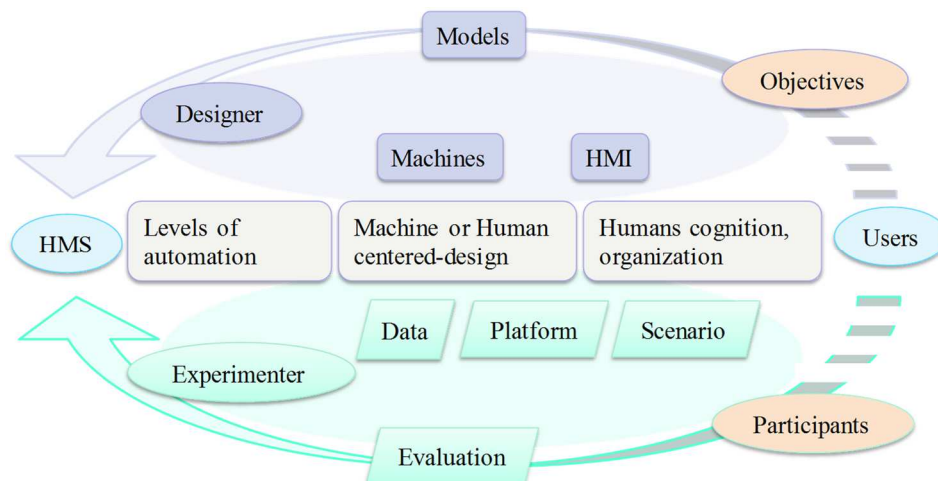 Models
Objectives
Designer
Machines
HMI
HMS
Levels of
automation
Machine or Human
centered-design
Humans cognition,
organization
Users
Data
Platform
Scenario
Experimenter
Participants
Evaluation